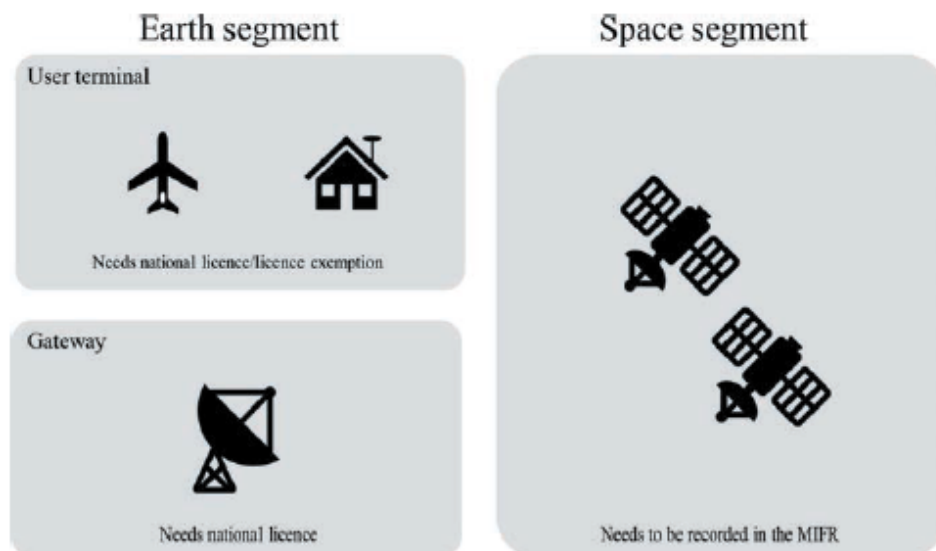 Earth segment
User terminal
Needs national licence/licence exemption
Gateway
Needs national licence
Space segment
Needs to be recorded in the MIFR